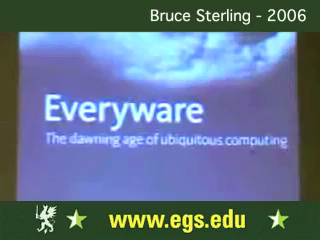 Bruce Sterling - 2006
Everyware
The dawning age of ubiquitous computing
www.egs.edu